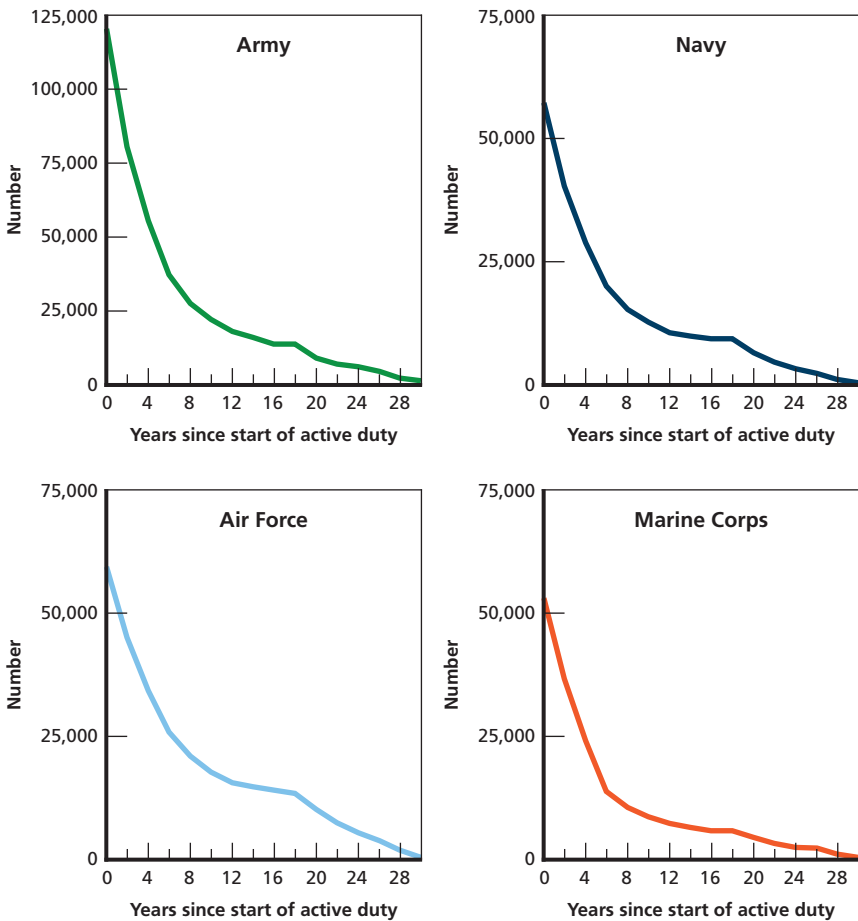 Army
125,000
100,000
75,000
50,000
25,000
0
Number
0 4 8 12 16 20 24 28
Years since start of active duty
Navy
75,000
50,000
25,000
0
Number
0 4 8 12 16 20 24 28
Years since start of active duty
Air Force
75,000
50,000
25,000
0
Number
0 4 8 12 16 20 24 28
Years since start of active duty
Marine Corps
75,000
50,000
25,000
0
Number
0 4 8 12 16 20 24 28
Years since start of active duty